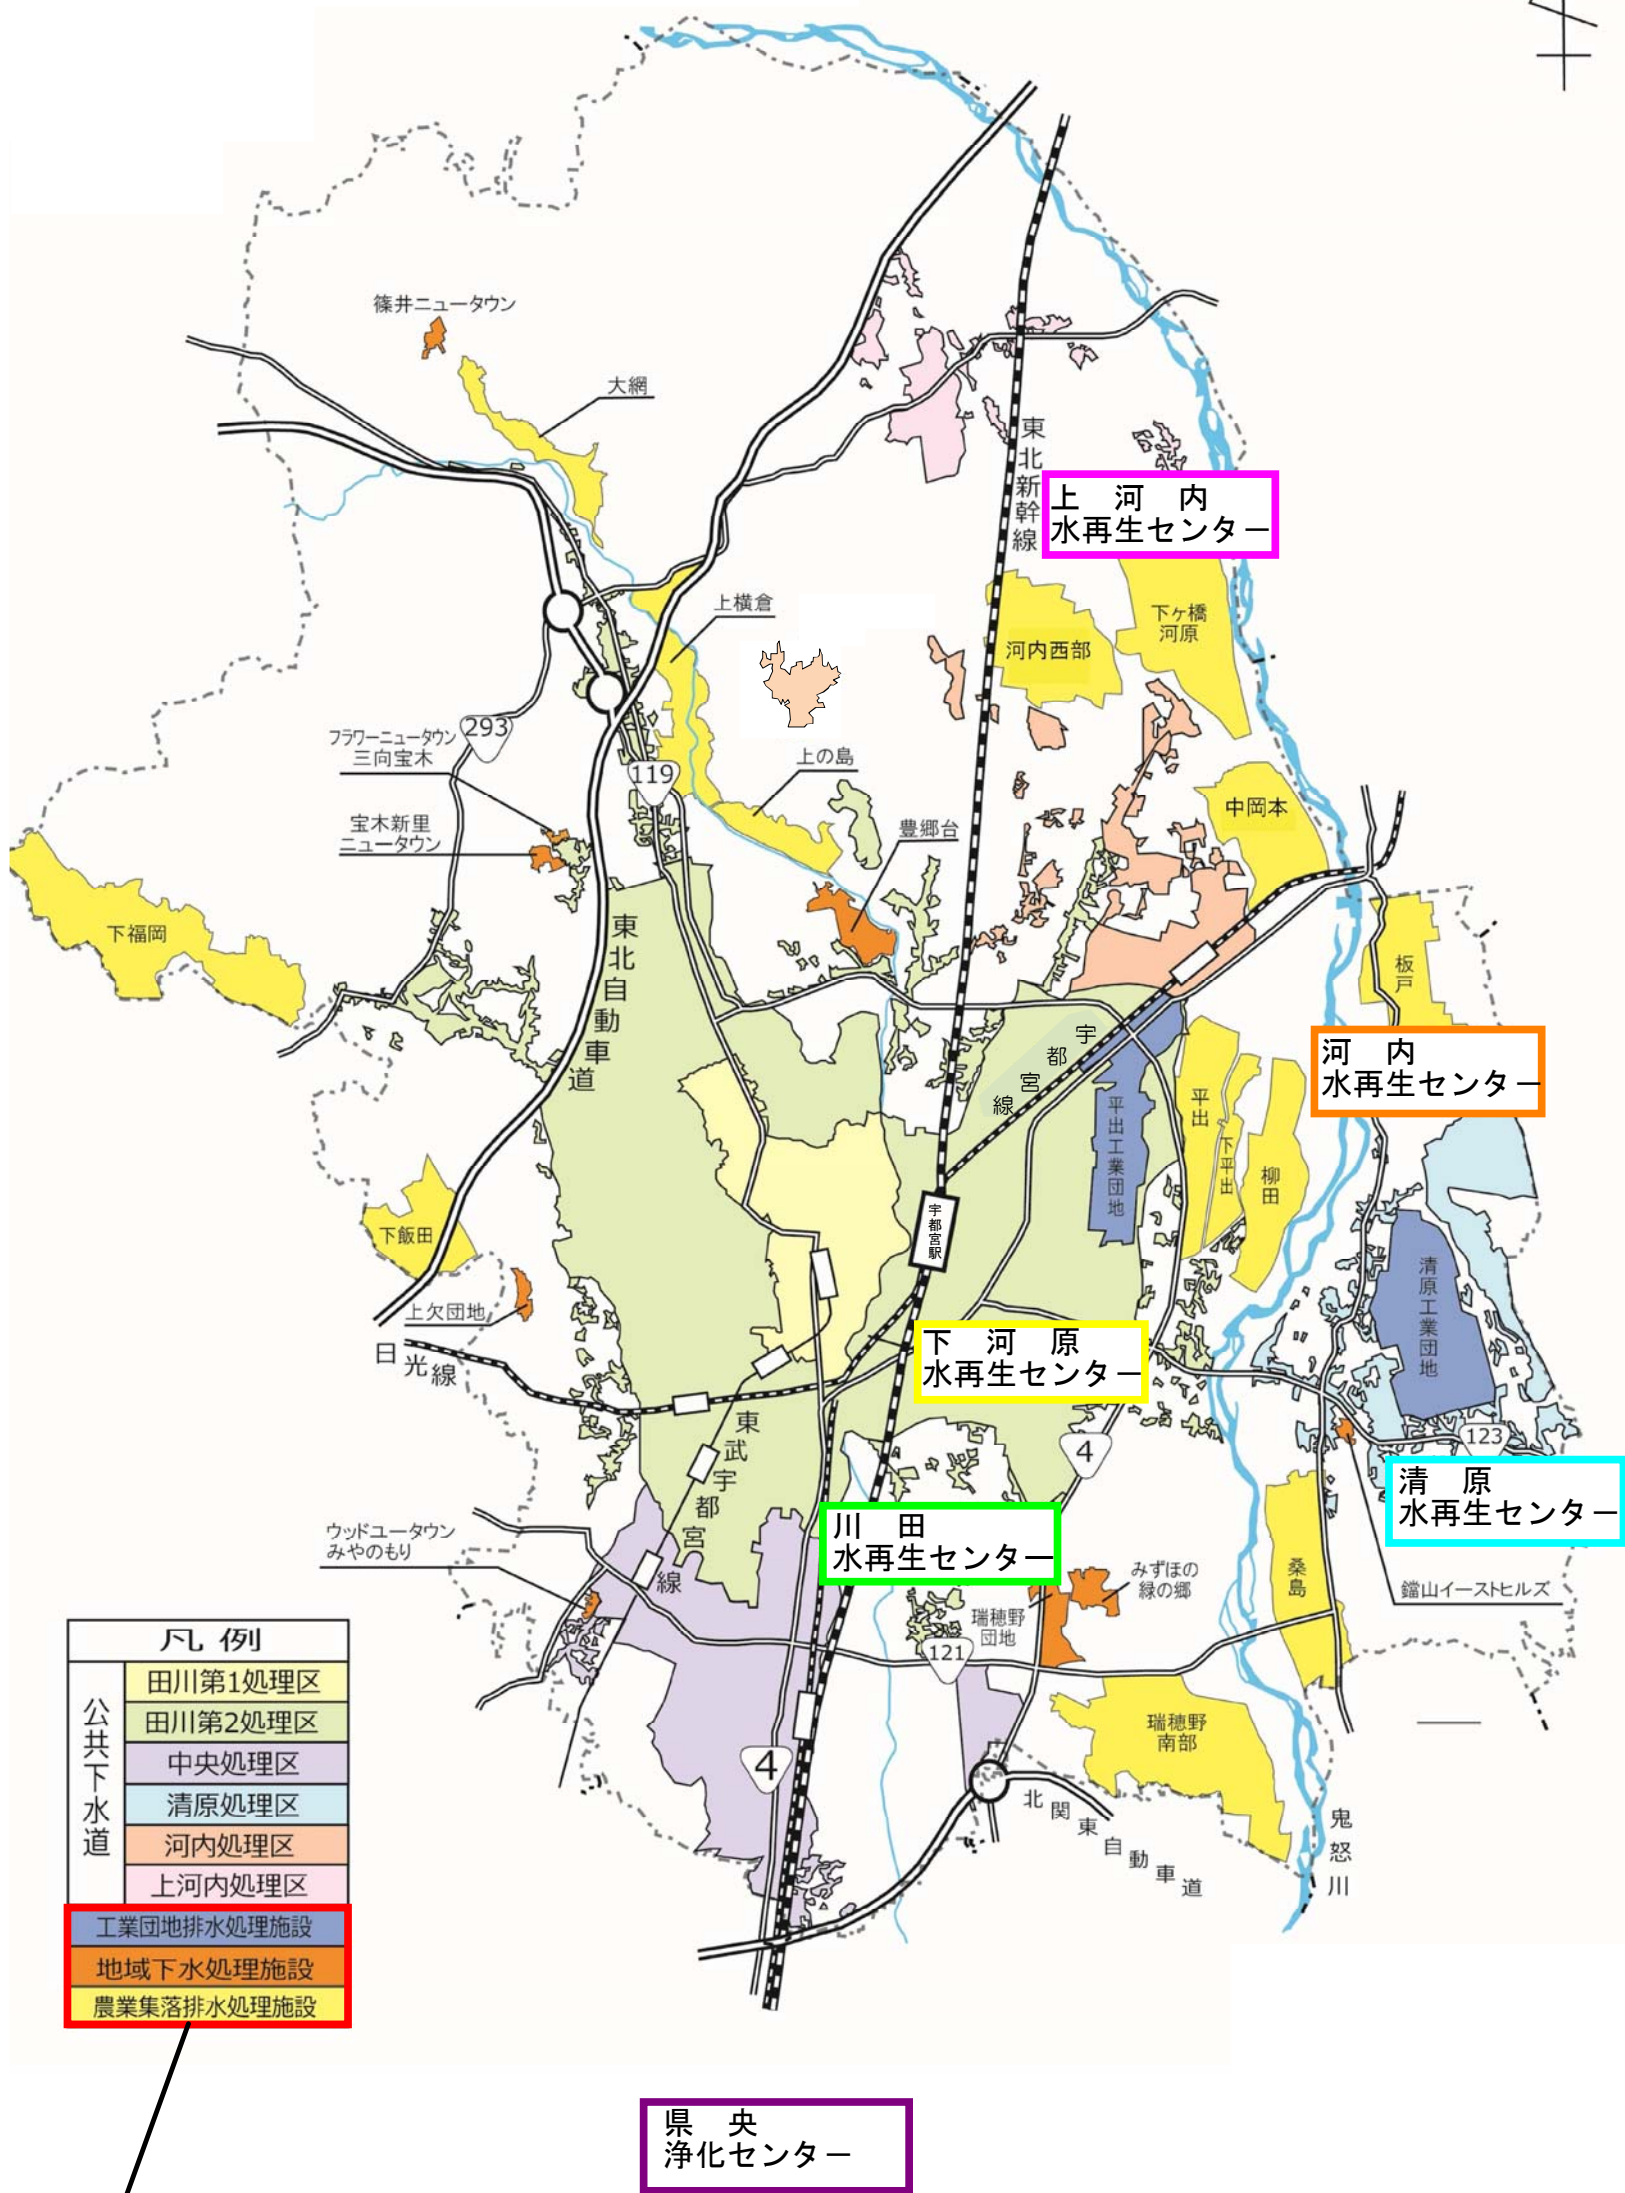 篠井ニュータウン
大網
東北新幹線
上　河　内
水再生センター
上横倉
河内西部
下ヶ橋
河原
293
フラワーニュータウン
三向宝木
119
上の島
宝木新里
ニュータウン
豊郷台
中岡本
下福岡
東北自動車道
板戸
河　内
水再生センター
宇都宮線
平出工業団地
平出
下平出
柳田
宇都宮駅
下飯田
清原工業団地
上欠団地
日光線
下　河　原
水再生センター
東武宇都宮線
4
123
清　原
水再生センター
川　田
水再生センター
ウッドユータウン
みやのもり
みずほの
緑の郷
桑島
鐺山イーストヒルズ
瑞穂野
団地
121
瑞穂野
南部
4
北関東自動車道
鬼怒川
凡 例
公共下水道
田川第1処理区
田川第2処理区
中央処理区
清原処理区
河内処理区
上河内処理区
工業団地排水処理施設
地域下水処理施設
農業集落排水処理施設
県　央
浄化センター